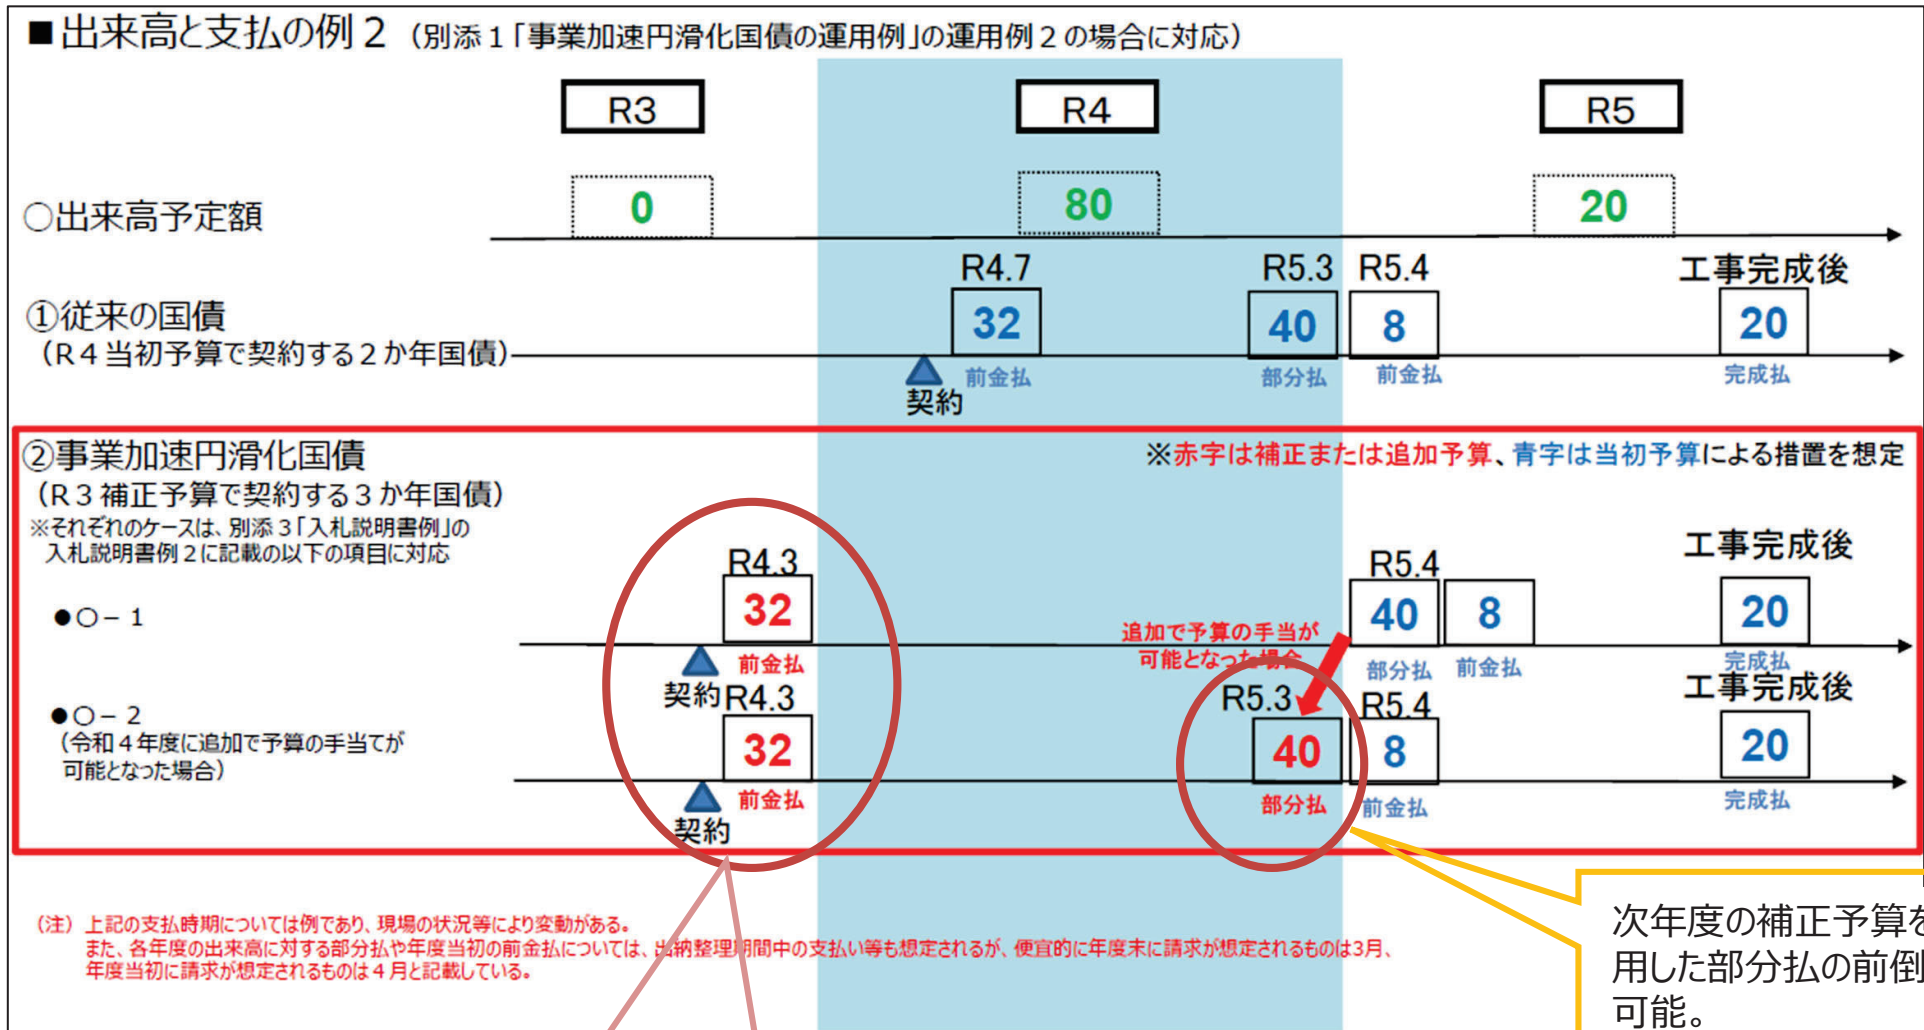 ■出来高と支払の例２（別添１「事業加速円滑化国債の運用例」の運用例２の場合に対応）
R3
R4
R5
○出来高予定額
0
80
20
R4.7
R5.3
R5.4
工事完成後
①従来の国債
（R４当初予算で契約する２か年国債）
32
40
8
20
契約
前金払
部分払
前金払
完成払
②事業加速円滑化国債
※赤字は補正または追加予算、青字は当初予算による措置を想定
（R３補正予算で契約する３か年国債）
※それぞれのケースは、別添３「入札説明書例」の
入札説明書例２に記載の以下の項目に対応
R4.3
R5.4
工事完成後
●〇－１
32
40
8
20
追加で予算の手当が
可能となった場合
契約
前金払
部分払
前金払
完成払
R4.3
R5.3
R5.4
工事完成後
●〇－２
（令和４年度に追加で予算の手当てが
可能となった場合）
32
40
8
20
契約
前金払
部分払
前金払
完成払
（注）上記の支払時期については例であり、現場の状況等により変動がある。
また、各年度の出来高に対する部分払や年度当初の前金払については、出納整理期間中の支払い等も想定されるが、便宜的に年度末に請求が想定されるものは3月、
年度当初に請求が想定されるものは４月と記載している。
次年度の補正予算を
用した部分払の前倒
可能。